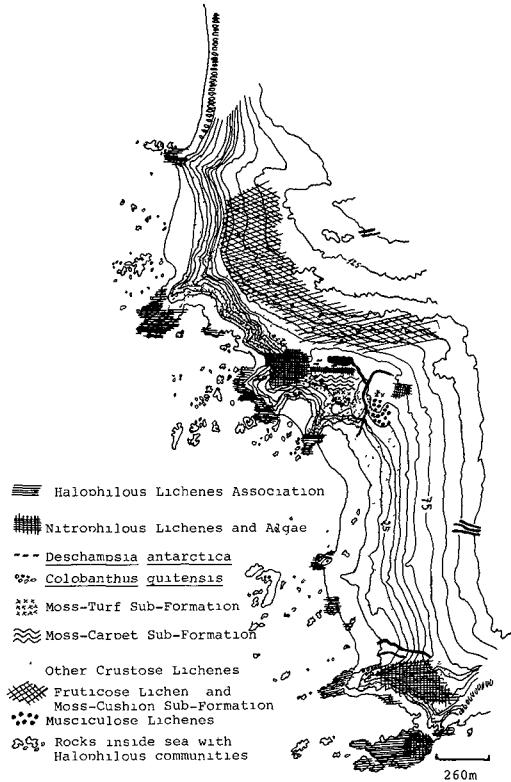 125
75
25
Halophilous Lichenes Association
Nitrophilous Lichenes and Algae
Deschampsia antarctica
Colobanthus quitensis
Moss-Turf Sub-Formation
Moss-Carpet Sub-Formation
Other Crustose Lichenes
Fruticose Lichen and
Moss-Cushion Sub-Formation
Musciculose Lichenes
Rocks inside sea with
Halophilous communities
260m